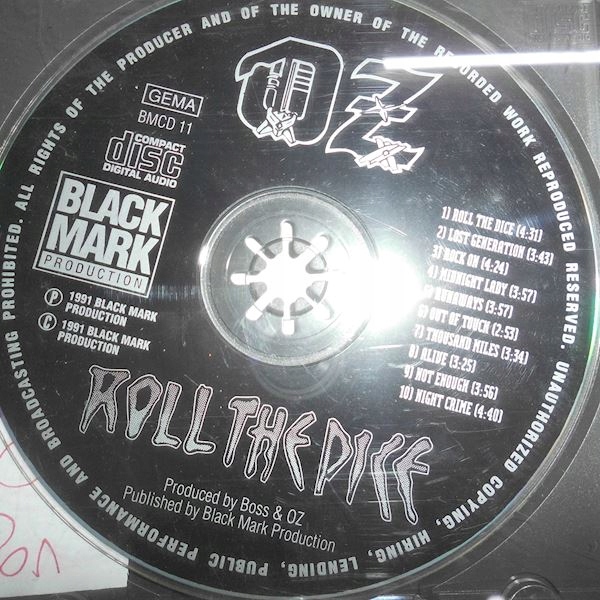 ALL RIGHTS OF THE PRODUCER AND OF THE OWNER OF THE RECORDED WORK REPRODUCED RESERVED. UNAUTHORIZED COPYING, HIRING, LENDING, PUBLIC PERFORMANCE AND BROADCASTING PROHIBITED.
OZ
GEMA
BMCD 11
COMPACT
disc
DIGITAL AUDIO
BLACK
MARK
PRODUCTION
P 1991 BLACK MARK
PRODUCTION
C 1991 BLACK MARK
PRODUCTION
1) ROLL THE DICE (4:31)
2) LAST GENERATION (3:43)
3) ROCK ON (4:24)
4) MIDNIGHT LADY (3:57)
5) RUNAWAYS (3:57)
6) OUT OF TOUCH (2:53)
7) THOUSAND MILES (3:34)
8) ALIVE (3:25)
9) NOT ENOUGH (3:56)
10) NIGHT CRIME (4:40)
ROLL THE DICE
Produced by Boss & OZ
Published by Black Mark Production